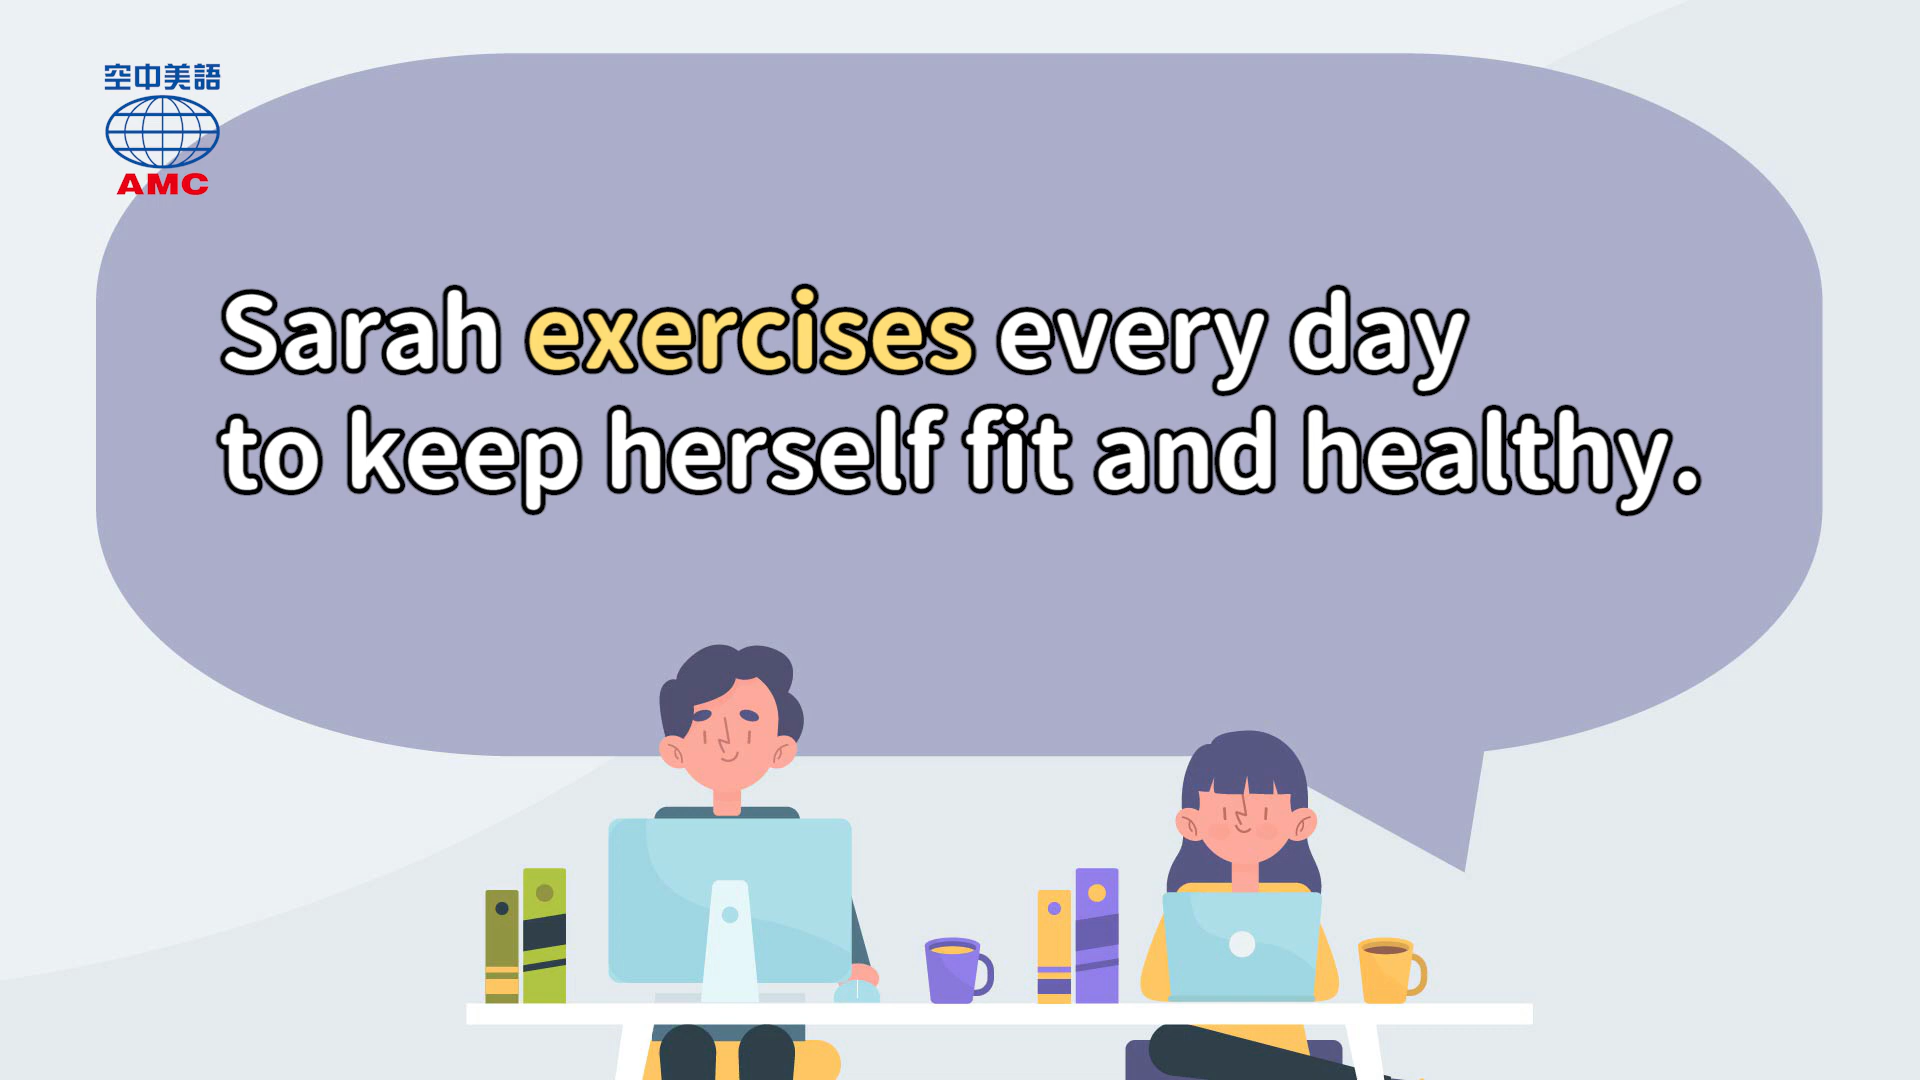 空中美語
AMC
Sarah exercises every day
to keep herself fit and healthy.